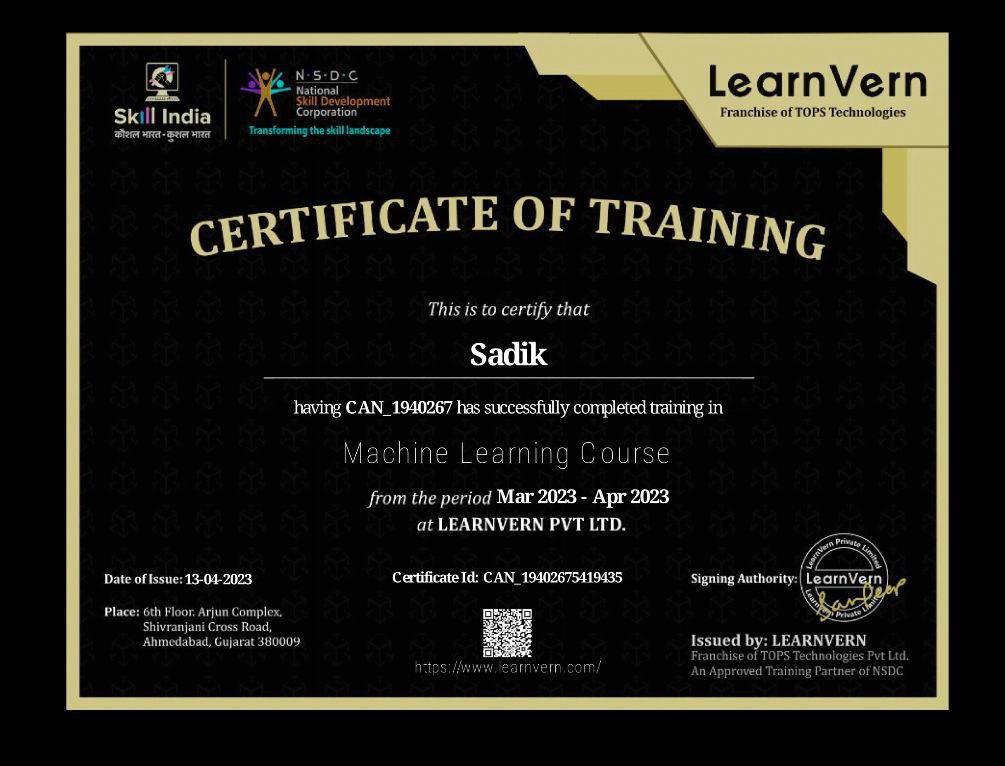 Skill India
कौशल भारत-कुशल भारत
N·S·D·C
National
Skill Development
Corporation
Transforming the skill landscape
LearnVern
Franchise of TOPS Technologies
CERTIFICATE OF TRAINING
This is to certify that
Sadik
having CAN_1940267 has successfully completed training in
Machine Learning Course
from the period Mar 2023 - Apr 2023
at LEARNVERN PVT LTD.
Date of Issue: 13-04-2023
Place: 6th Floor. Arjun Complex,
Shivranjani Cross Road,
Ahmedabad, Gujarat 380009
Certificate Id: CAN_19402675419435
https://www.learnvern.com/
Signing Authority:
LearnVern Private Limited
LearnVern
LearnVern Private Limited
Sandeep
Issued by: LEARNVERN
Franchise of TOPS Technologies Pvt Ltd.
An Approved Training Partner of NSDC